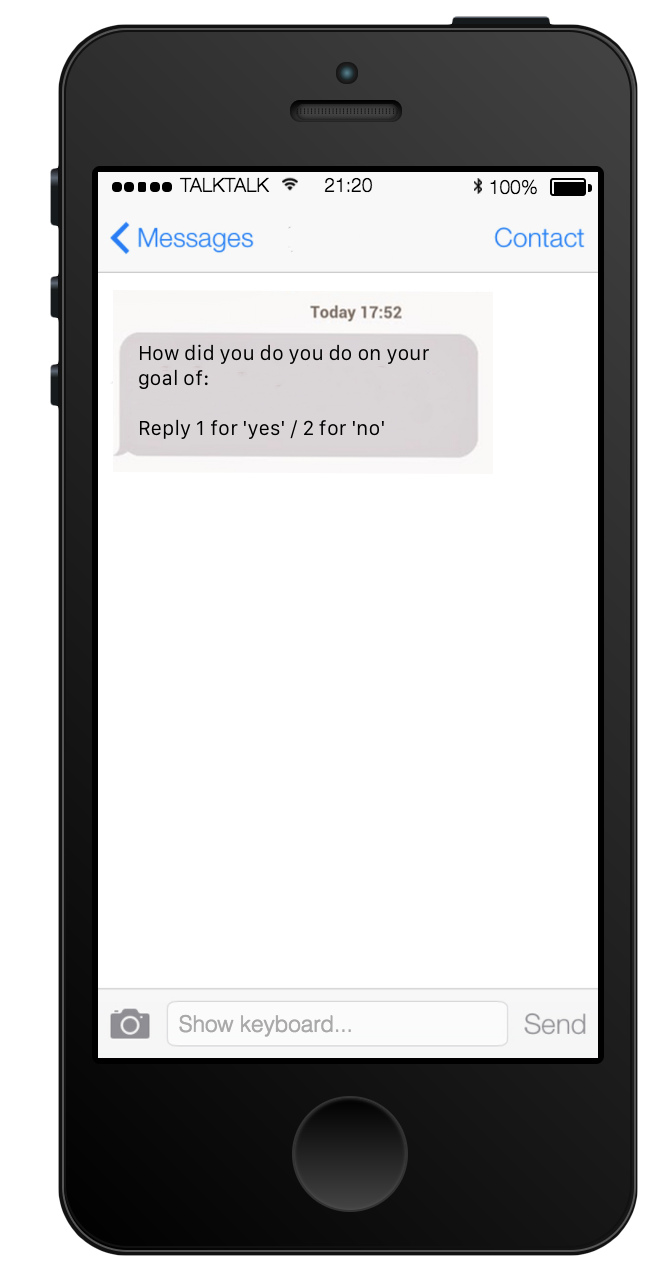 TALKTALK 21:20 100%
Messages Contact
Today 17:52
How did you do you do on your
goal of:
Reply 1 for 'yes' / 2 for 'no'
Show keyboard... Send